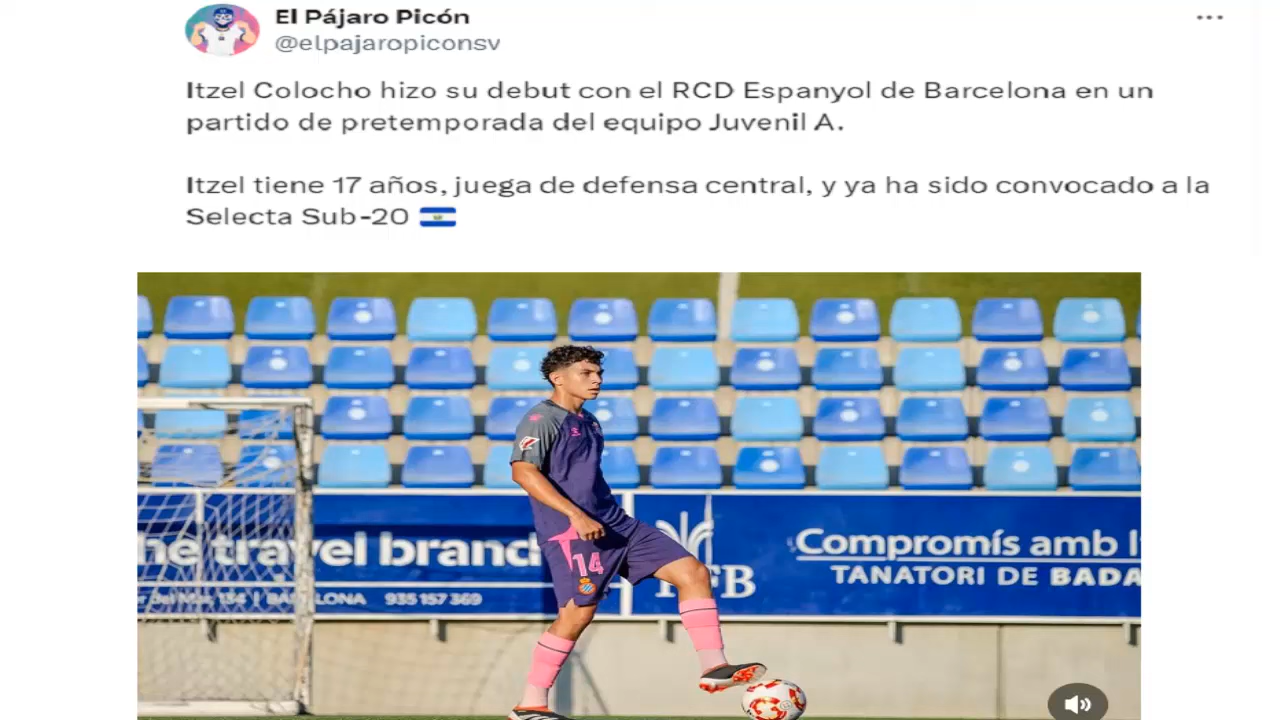 El Pájaro Picón
@elpajaropiconsv
Itzel Colocho hizo su debut con el RCD Espanyol de Barcelona en un
partido de pretemporada del equipo Juvenil A.
Itzel tiene 17 años, juega de defensa central, y ya ha sido convocado a la
Selecta Sub-20
he travel brand
BARCELONA 935 157 369
14
Compromís amb l
TANATORI DE BADA